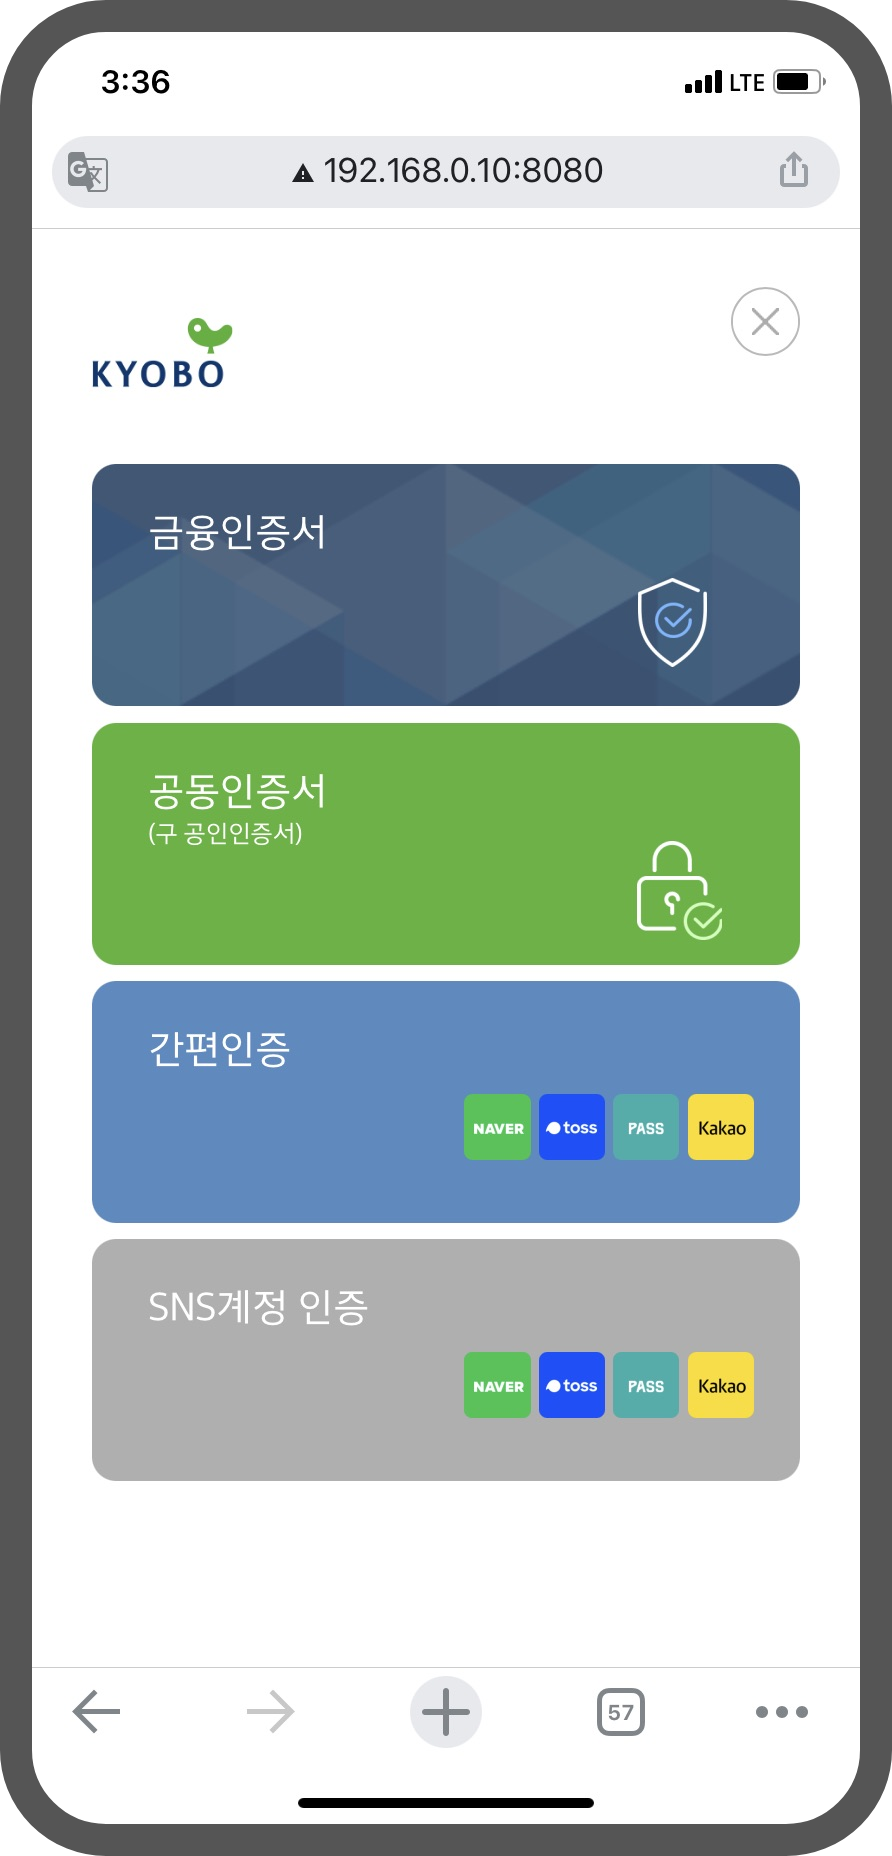 3:36
LTE
192.168.0.10:8080
KYOBO
금융인증서
공동인증서
(구 공인인증서)
간편인증
NAVER toss PASS Kakao
SNS계정 인증
NAVER toss PASS Kakao
57